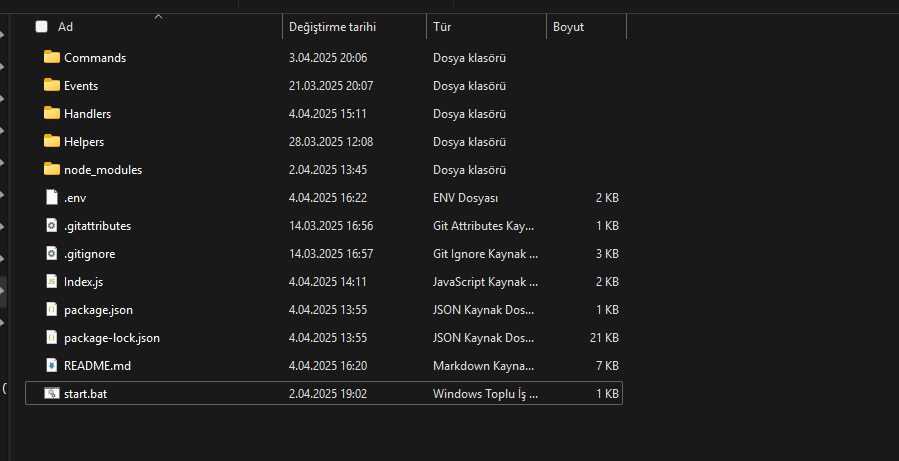 Ad Değiştirme tarihi Tür Boyut
Commands 3.04.2025 20:06 Dosya klasörü
Events 21.03.2025 20:07 Dosya klasörü
Handlers 4.04.2025 15:11 Dosya klasörü
Helpers 28.03.2025 12:08 Dosya klasörü
node_modules 2.04.2025 13:45 Dosya klasörü
.env 4.04.2025 16:22 ENV Dosyası 2 KB
.gitattributes 14.03.2025 16:56 Git Attributes Kay... 1 KB
.gitignore 14.03.2025 16:57 Git Ignore Kaynak ... 3 KB
Index.js 4.04.2025 14:11 JavaScript Kaynak ... 2 KB
package.json 4.04.2025 13:55 JSON Kaynak Dos... 1 KB
package-lock.json 4.04.2025 13:55 JSON Kaynak Dos... 21 KB
README.md 4.04.2025 16:20 Markdown Kayna... 7 KB
( start.bat 2.04.2025 19:02 Windows Toplu İş ... 1 KB